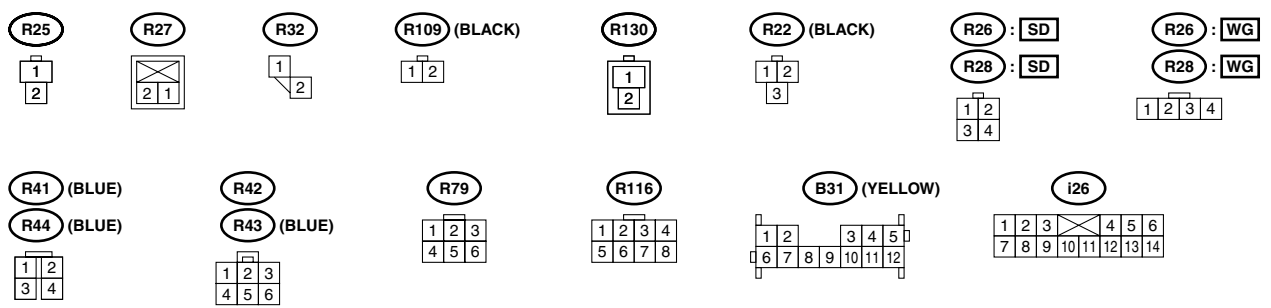 R25 R27 R32 R109 (BLACK) R130 R22 (BLACK) R26 : SD R26 : WG
R28 : SD R28 : WG
1 1 1 2 1 1 2 1 2 1 2 3 4
2 2 1 2 2 3 3 4
R41 (BLUE) R42 R79 R116 B31 (YELLOW) i26
R44 (BLUE) R43 (BLUE)
1 2 1 2 3 1 2 3 1 2 3 4 1 2 3 4 5 1 2 3 4 5 6
3 4 4 5 6 4 5 6 5 6 7 8 6 7 8 9 10 11 12 7 8 9 10 11 12 13 14